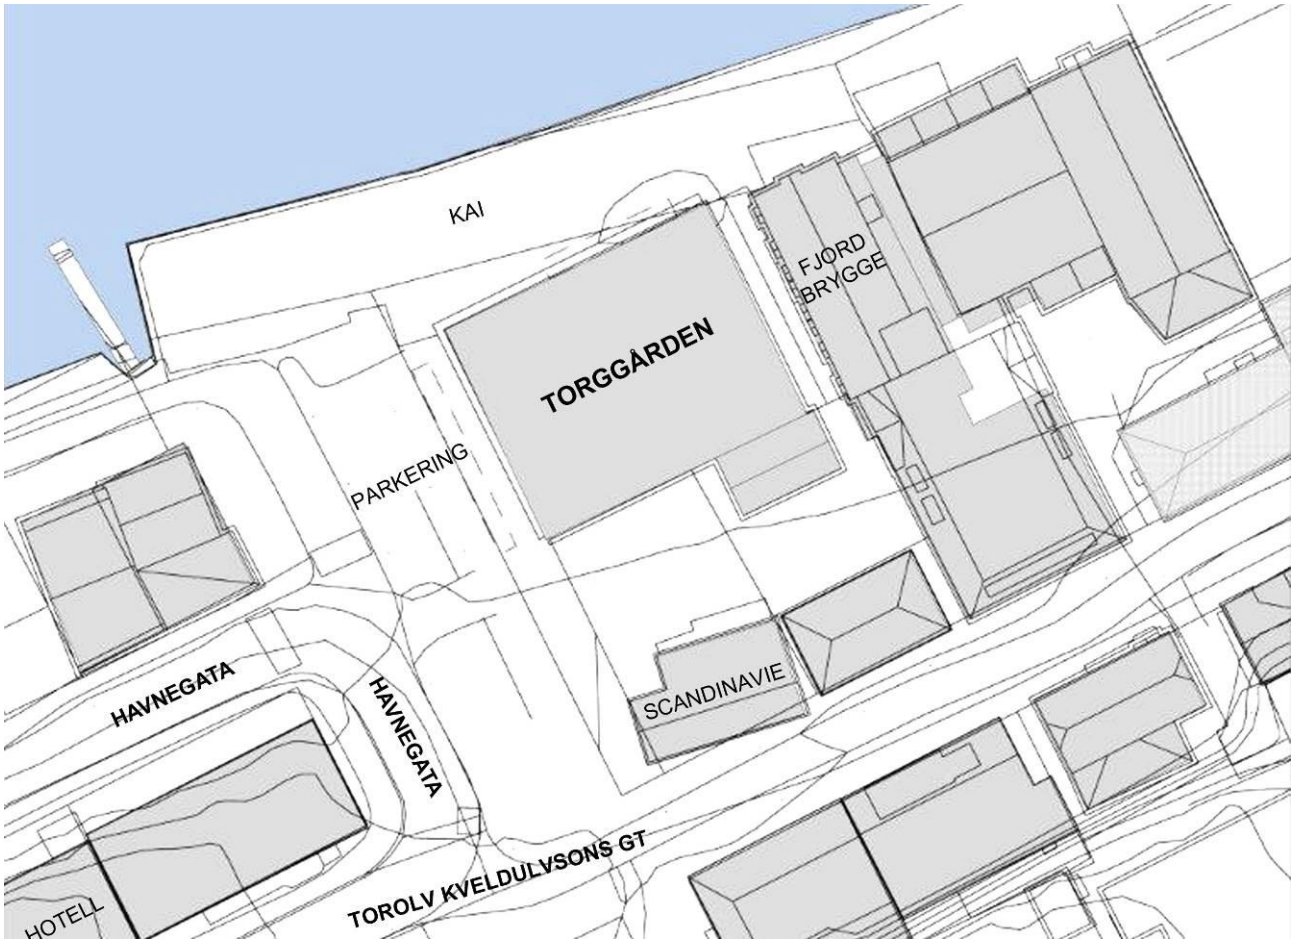 KAI
FJORD
BRYGGE
TORGGÅRDEN
PARKERING
HAVNEGATA
HAVNEGATA
SCANDINAVIE
TOROLV KVELDULVSONS GT
HOTELL